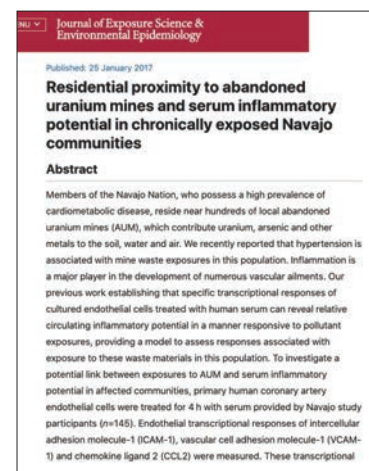 NU
Journal of Exposure Science &
Environmental Epidemiology
Published: 25 January 2017
Residential proximity to abandoned
uranium mines and serum inflammatory
potential in chronically exposed Navajo
communities
Abstract
Members of the Navajo Nation, who possess a high prevalence of
cardiometabolic disease, reside near hundreds of local abandoned
uranium mines (AUM), which contribute uranium, arsenic and other
metals to the soil, water and air. We recently reported that hypertension is
associated with mine waste exposures in this population. Inflammation is
a major player in the development of numerous vascular ailments. Our
previous work establishing that specific transcriptional responses of
cultured endothelial cells treated with human serum can reveal relative
circulating inflammatory potential in a manner responsive to pollutant
exposures, providing a model to assess responses associated with
exposure to these waste materials in this population. To investigate a
potential link between exposures to AUM and serum inflammatory
potential in affected communities, primary human coronary artery
endothelial cells were treated for 4 h with serum provided by Navajo study
participants (n=145). Endothelial transcriptional responses of intercellular
adhesion molecule-1 (ICAM-1), vascular cell adhesion molecule-1 (VCAM-
1) and chemokine ligand 2 (CCL2) were measured. These transcriptional